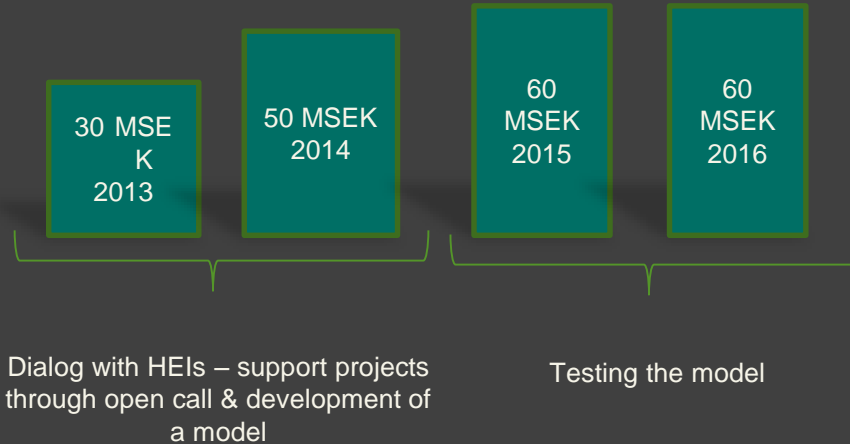 30 MSE
K
2013
50 MSEK
2014
60
MSEK
2015
60
MSEK
2016
Dialog with HEIs – support projects
through open call & development of
a model
Testing the model